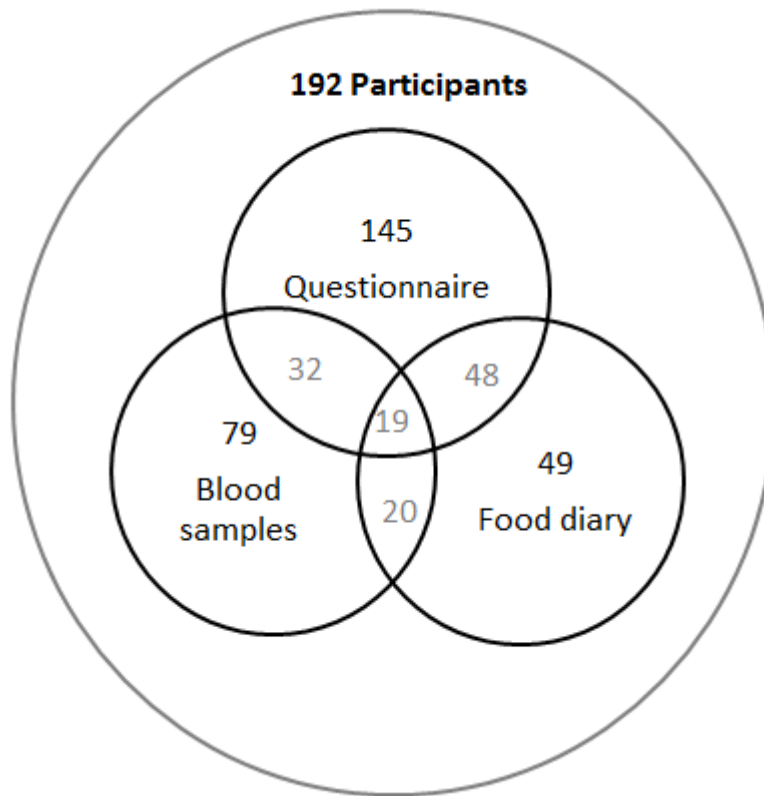 192 Participants
145
Questionnaire
32
48
19
79
Blood
samples
49
Food diary
20